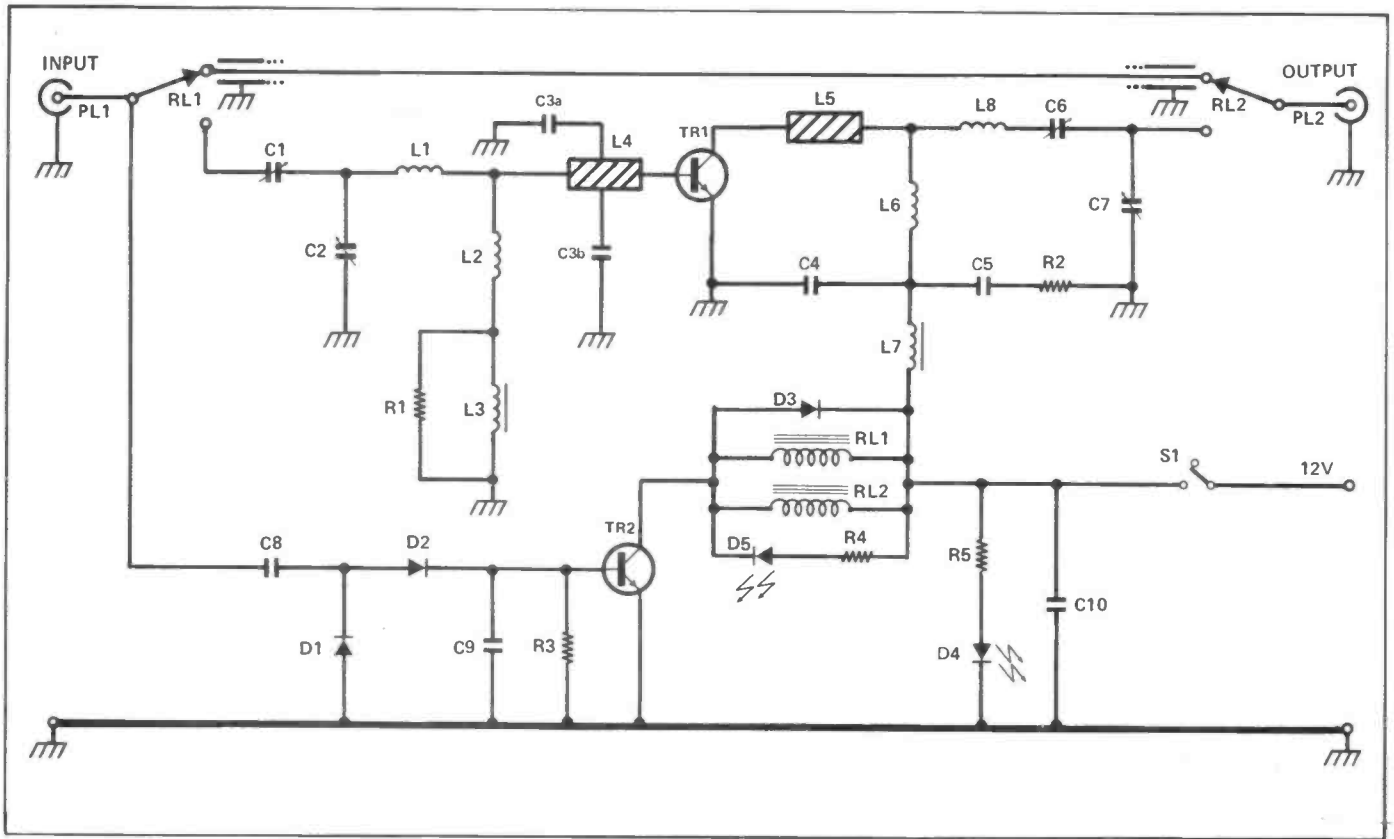 INPUT
PL1
RL1
C1
C2
L1
C3a
L4
C3b
L2
R1
L3
TR1
L5
L8
C6
RL2
OUTPUT
PL2
L6
C7
C4
C5
R2
L7
D3
RL1
RL2
D5
R4
S1
12V
TR2
C8
D2
D1
C9
R3
R5
D4
C10